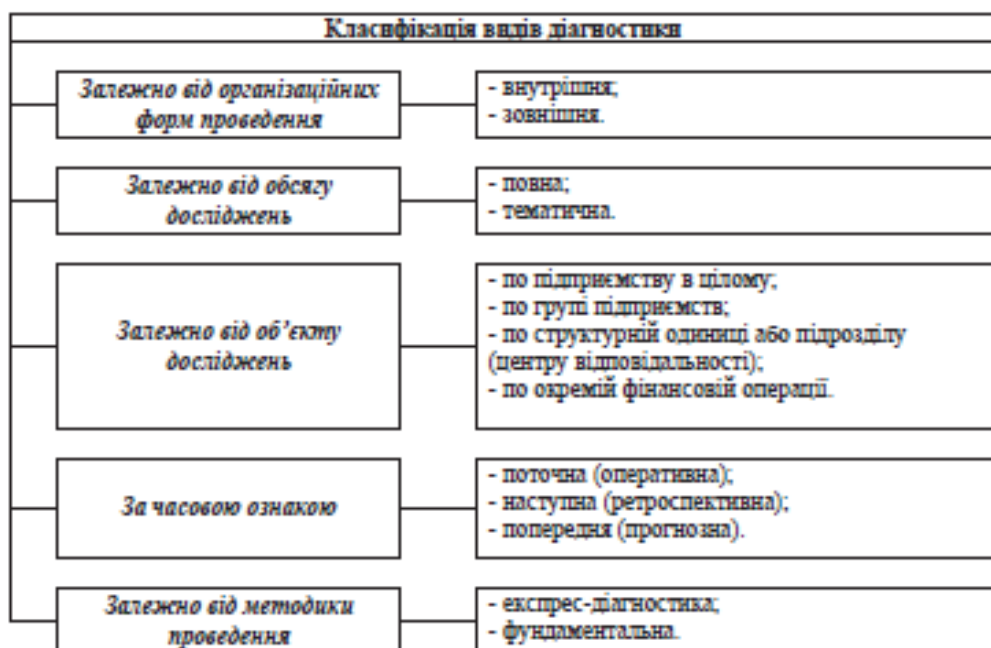 Класифікація видів діагностики
Залежно від організаційних
форм проведення
- внутрішня;
- зовнішня.
Залежно від обсягу
досліджень
- повна;
- тематична.
Залежно від об’єкту
досліджень
- по підприємству в цілому;
- по групі підприємств;
- по структурній одиниці або підрозділу
(центру відповідальності);
- по окремій фінансовій операції.
За часовою ознакою
- поточна (оперативна);
- наступна (ретроспективна);
- попередня (прогнозна).
Залежно від методики
проведення
- експрес-діагностика;
- фундаментальна.